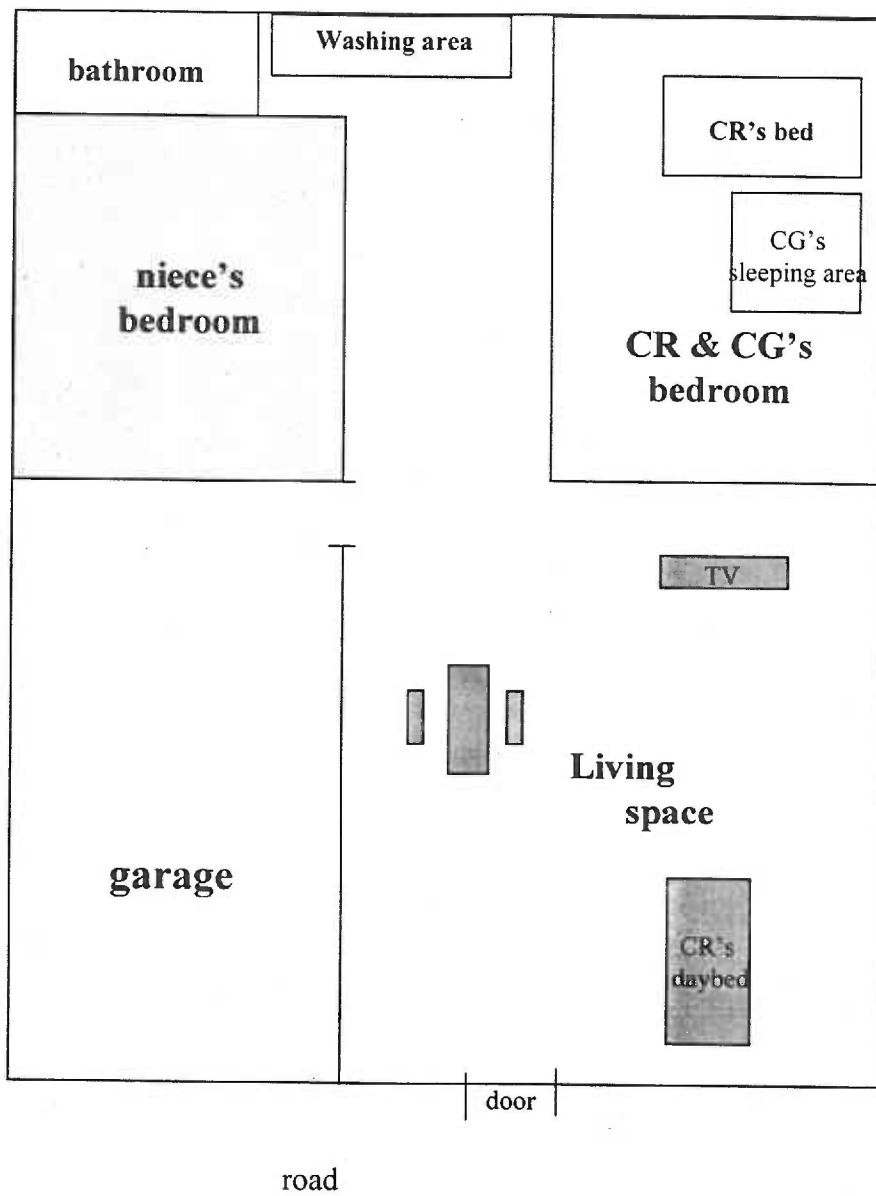 Washing area
bathroom
CR's bed
CG's
sleeping area
niece's
bedroom
CR & CG's
bedroom
TV
Living
space
garage
CR's
daybed
door
road